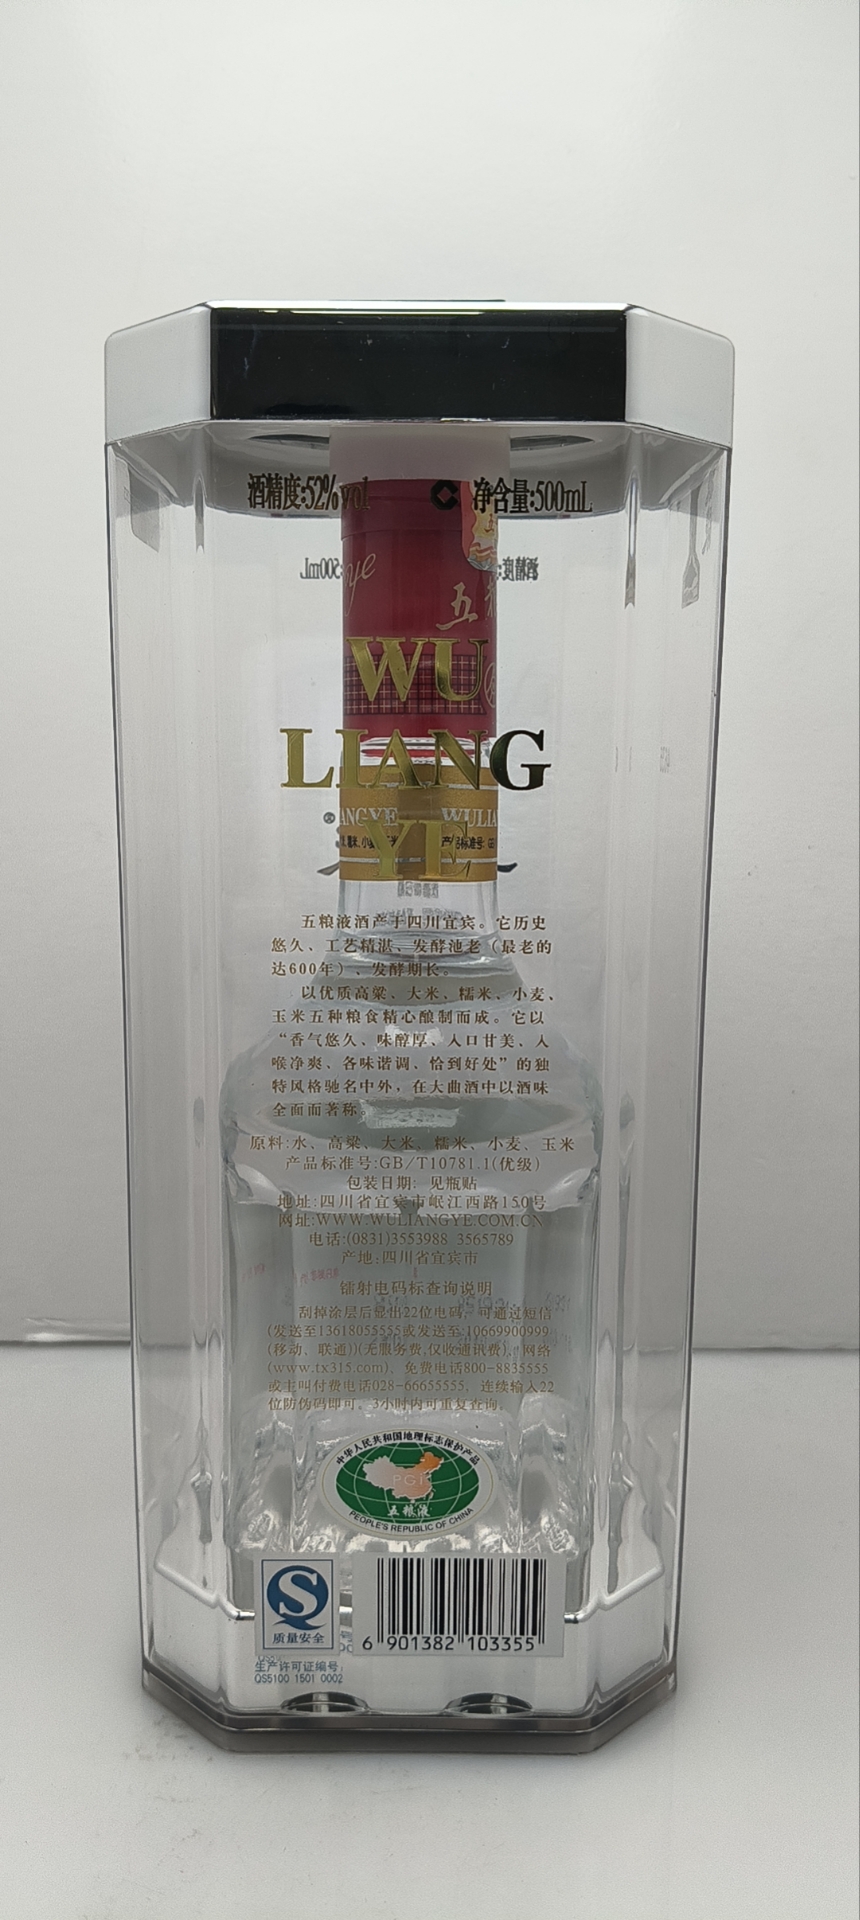 酒精度:52%vol 净含量:500mL
五
WU
LIANG
YE
五粮液酒产于四川宜宾。它历史
悠久、工艺精湛、发酵池老（最老的
达600年）、发酵期长。
以优质高粱、大米、糯米、小麦、
玉米五种粮食精心酿制而成。它以
“香气悠久、味醇厚、入口甘美、入
喉净爽、各味谐调、恰到好处”的独
特风格驰名中外，在大曲酒中以酒味
全面而著称。
原料:水、高粱、大米、糯米、小麦、玉米
产品标准号:GB/T10781.1(优级)
包装日期: 见瓶贴
地址:四川省宜宾市岷江西路150号
网址:WWW.WULIANGYE.COM.CN
电话:(0831)3553988 3565789
产地:四川省宜宾市
镭射电码标查询说明
刮掉涂层后显出22位电码，可通过短信
(发送至13618055555或发送至:10669900999
(移动、联通))(无服务费,仅收通讯费)、网络
(www.tx315.com)、免费电话800-8835555
或主叫付费电话028-66655555，连续输入22
位防伪码即可。3小时内可重复查询。
中华人民共和国地理标志保护产品
PGI
五粮液
PEOPLE'S REPUBLIC OF CHINA
质量安全
6 901382 103355
生产许可证编号:
QS5100 1501 0002